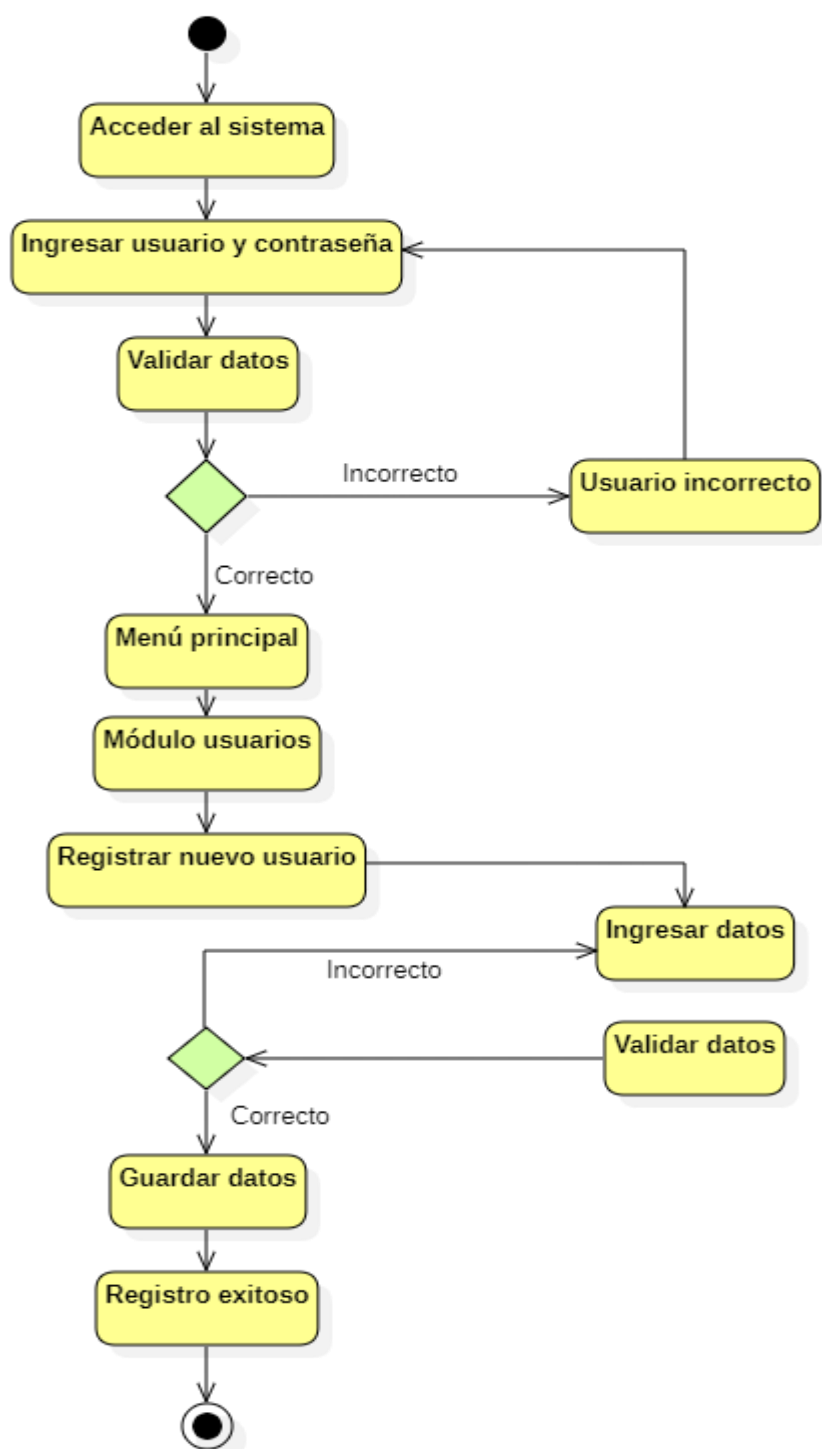 Acceder al sistema
Ingresar usuario y contraseña
Validar datos
Incorrecto
Usuario incorrecto
Correcto
Menú principal
Módulo usuarios
Registrar nuevo usuario
Ingresar datos
Incorrecto
Validar datos
Correcto
Guardar datos
Registro exitoso